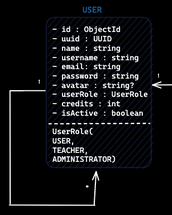 USER
- id : ObjectId
- uuid : UUID
- name : string
- username : string
- email: string
- password : string
- avatar : string?
- userRole : UserRole
- credits : int
- isActive : boolean
1
1
UserRole(
USER,
TEACHER,
ADMINISTRATOR)
*